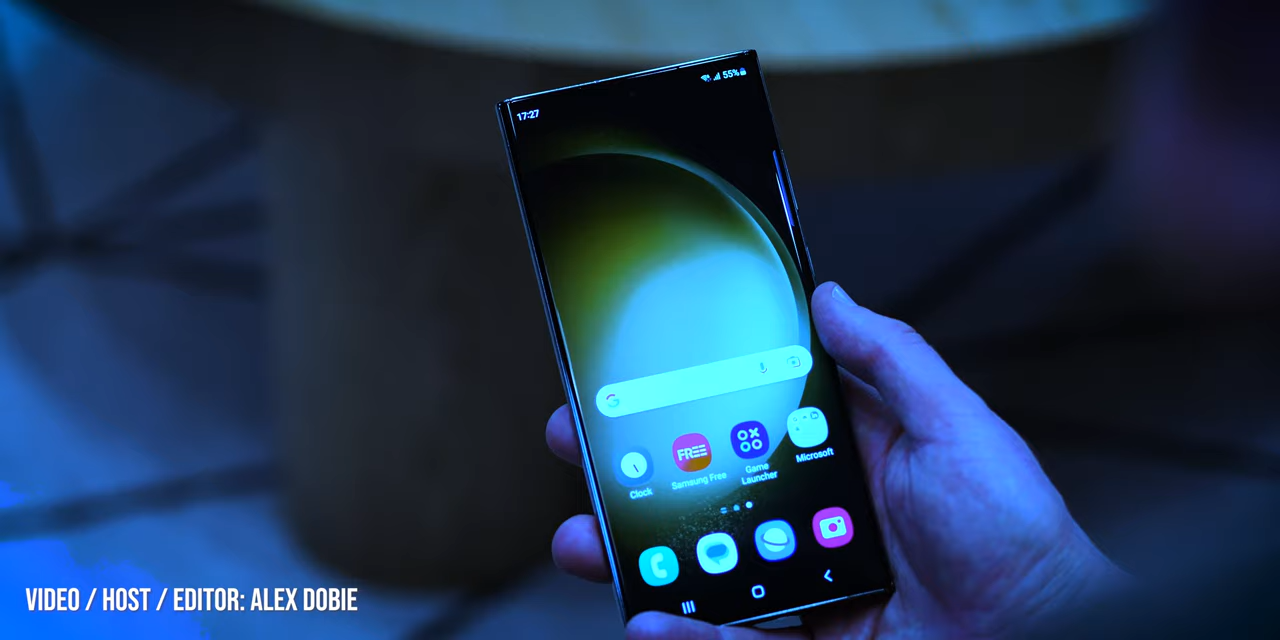 17:27
55%
Clock
FREE
Samsung Free
Game
Launcher
Microsoft
VIDEO / HOST / EDITOR: ALEX DOBIE